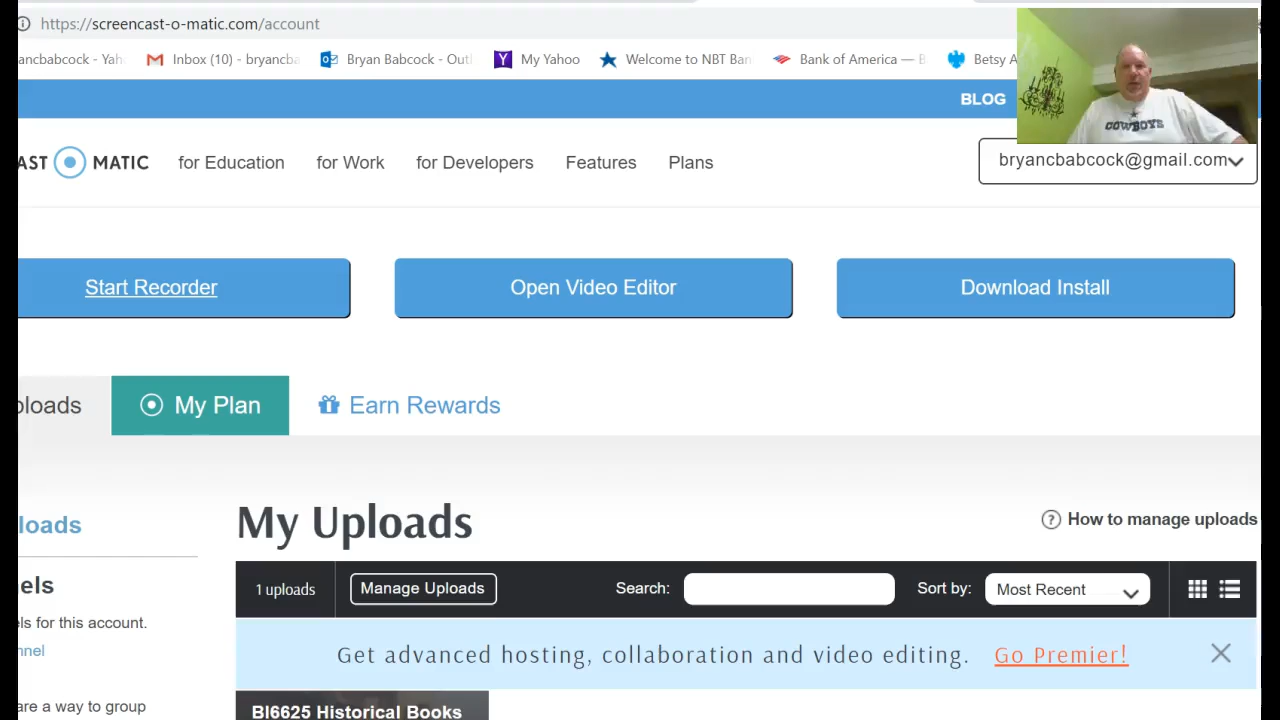 https://screencast-o-matic.com/account
ancbabcock - Yah
Inbox (10) - bryancba
Bryan Babcock - Outl
My Yahoo
Welcome to NBT Ban
Bank of America — B
Betsy A
BLOG
COWBOYS
AST MATIC
for Education
for Work
for Developers
Features
Plans
bryancbabcock@gmail.com
Start Recorder
Open Video Editor
Download Install
ploads
My Plan
Earn Rewards
loads
My Uploads
How to manage uploads
els
1 uploads
Manage Uploads
Search:
Sort by:
Most Recent
els for this account.
nnel
Get advanced hosting, collaboration and video editing. Go Premier!
are a way to group
BI6625 Historical Books